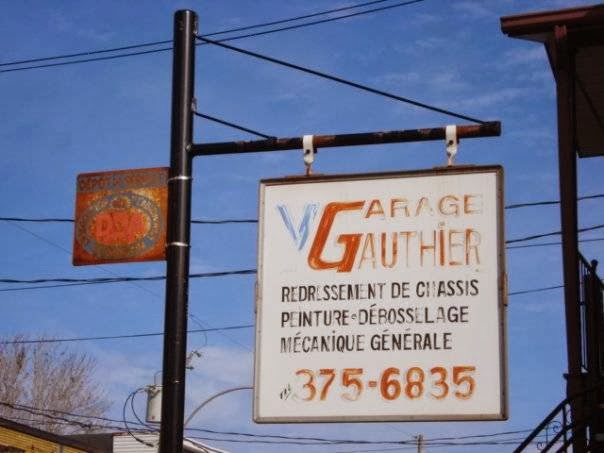 V GARAGE
GAUTHIER
REDRESSEMENT DE CHASSIS
PEINTURE-DÉBOSSELAGE
MÉCANIQUE GÉNÉRALE
375-6835